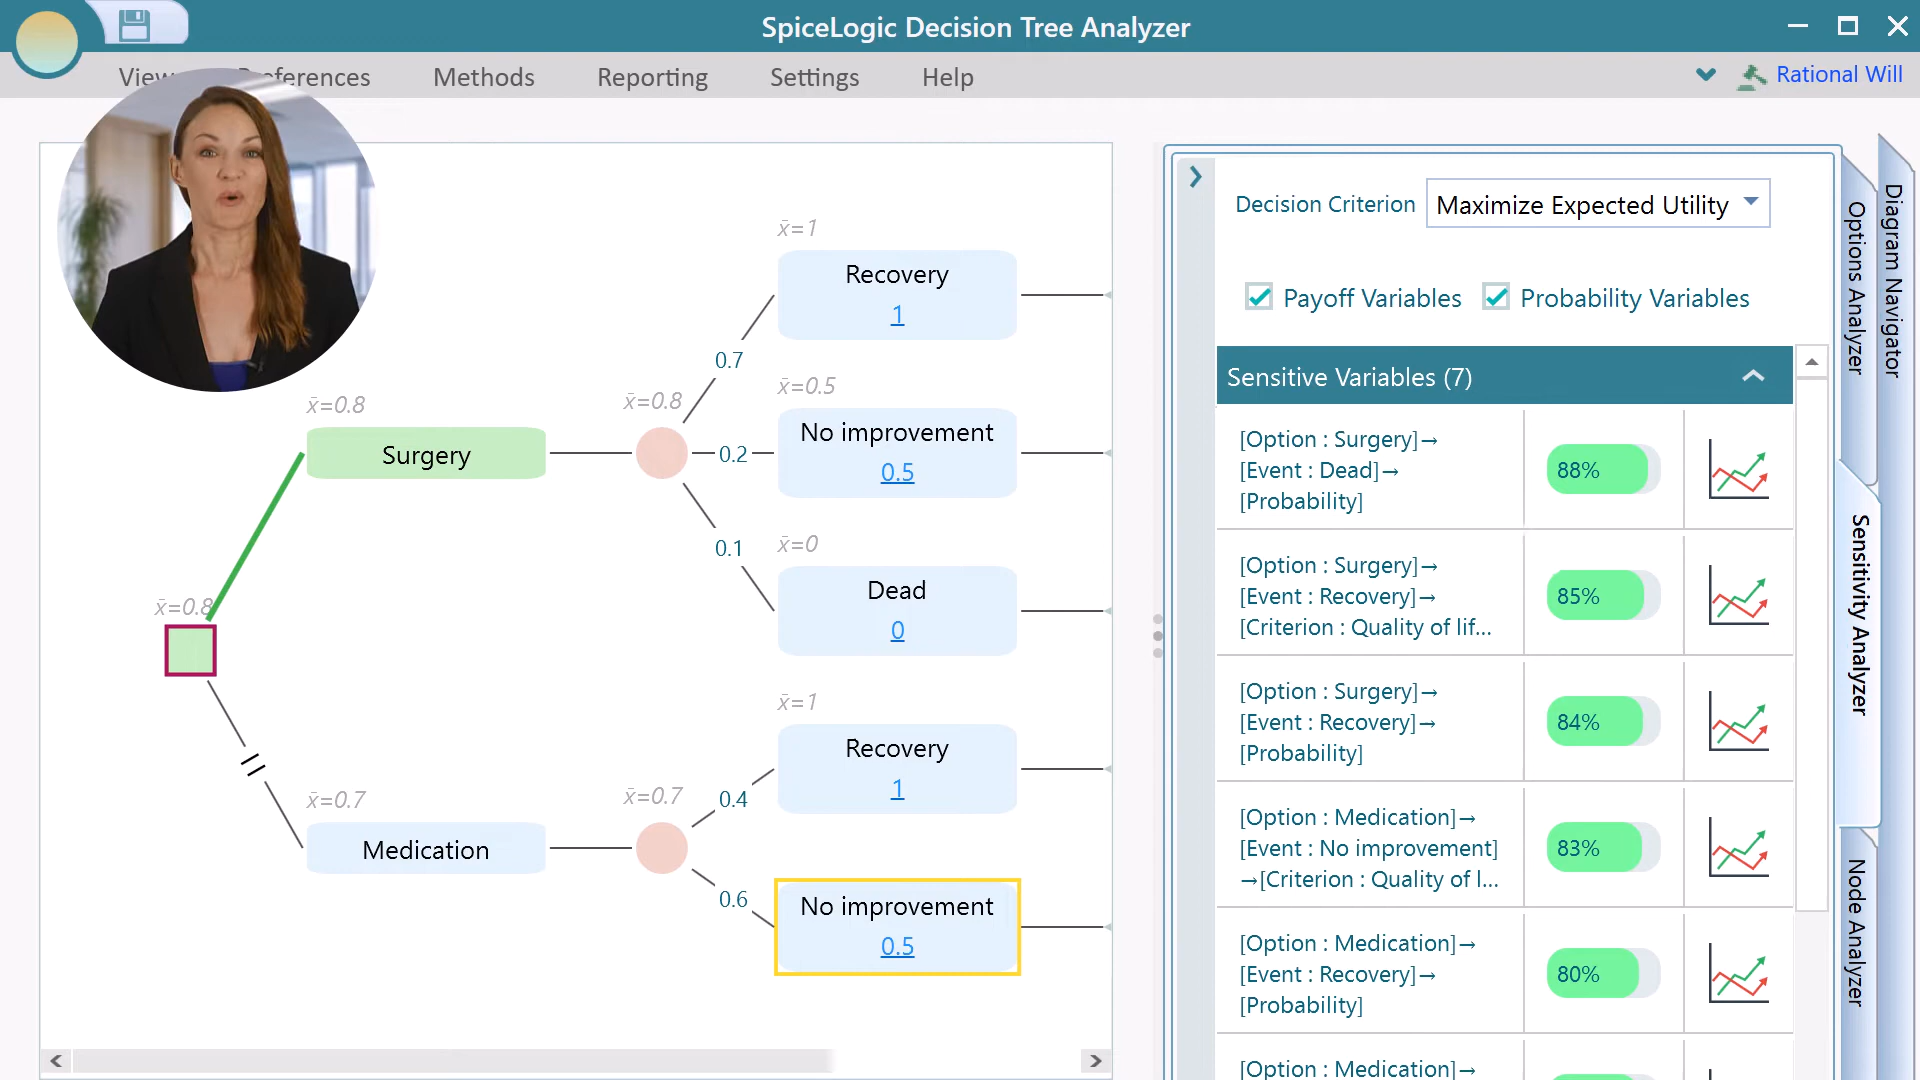 SpiceLogic Decision Tree Analyzer
View Preferences Methods Reporting Settings Help
Rational Will
Decision Criterion Maximize Expected Utility
Payoff Variables Probability Variables
Sensitive Variables (7)
[Option : Surgery]→
[Event : Dead]→
[Probability]
88%
[Option : Surgery]→
[Event : Recovery]→
[Criterion : Quality of lif...
85%
[Option : Surgery]→
[Event : Recovery]→
[Probability]
84%
[Option : Medication]→
[Event : No improvement]
→[Criterion : Quality of l...
83%
[Option : Medication]→
[Event : Recovery]→
[Probability]
80%
[Option : Medication]→
x̄=0.8
x̄=0.8
Surgery
x̄=0.8
0.7
0.2
0.1
x̄=1
Recovery
1
x̄=0.5
No improvement
0.5
x̄=0
Dead
0
x̄=0.7
Medication
x̄=0.7
0.4
0.6
x̄=1
Recovery
1
No improvement
0.5
Options Analyzer
Diagram Navigator
Sensitivity Analyzer
Node Analyzer